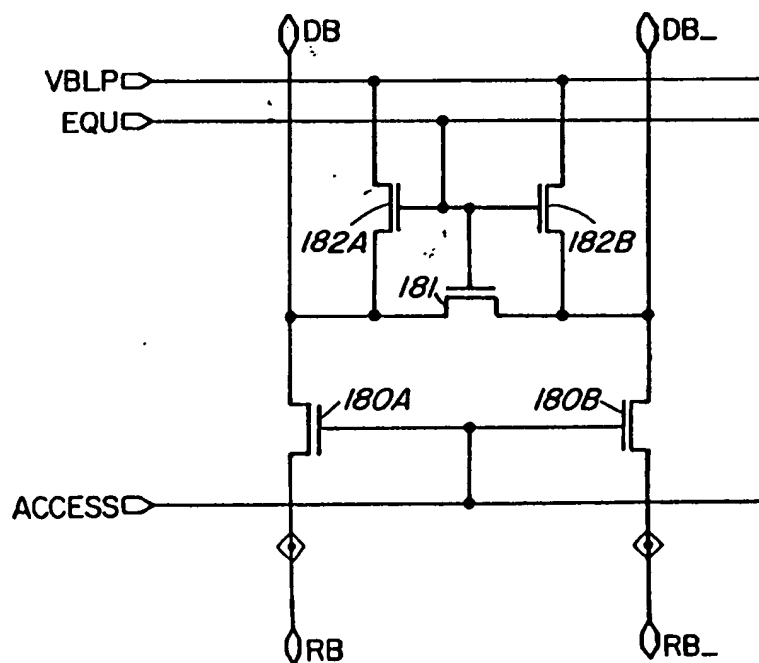 DB
DB_
VBLP
EQU
182A
182B
181
180A
180B
ACCESS
RB
RB_